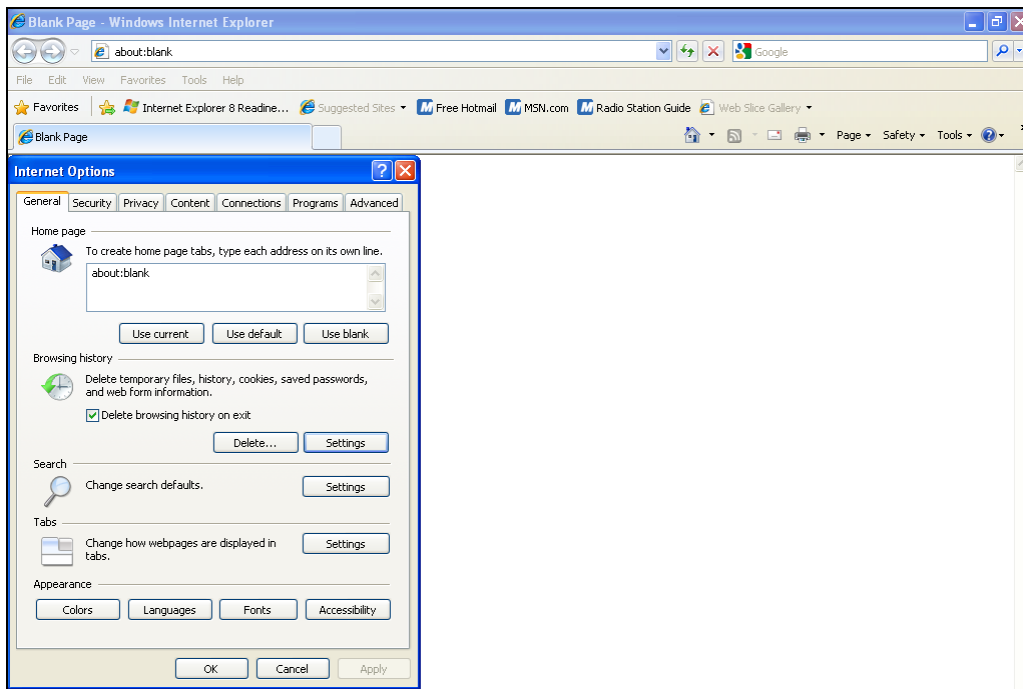 Blank Page - Windows Internet Explorer
about:blank
Google
File Edit View Favorites Tools Help
Favorites Internet Explorer 8 Readine... Suggested Sites Free Hotmail MSN.com Radio Station Guide Web Slice Gallery
Blank Page Page Safety Tools
Internet Options
General Security Privacy Content Connections Programs Advanced
Home page
To create home page tabs, type each address on its own line.
about:blank
Use current Use default Use blank
Browsing history
Delete temporary files, history, cookies, saved passwords,
and web form information.
Delete browsing history on exit
Delete... Settings
Search
Change search defaults. Settings
Tabs
Change how webpages are displayed in Settings
tabs.
Appearance
Colors Languages Fonts Accessibility
OK Cancel Apply